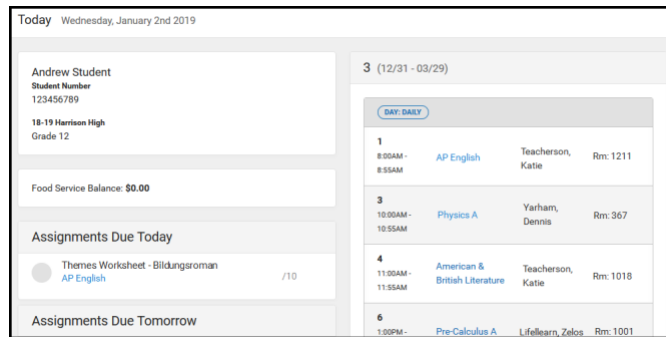 Today Wednesday, January 2nd 2019
Andrew Student
Student Number
123456789
18-19 Harrison High
Grade 12
Food Service Balance: $0.00
Assignments Due Today
Themes Worksheet - Bildungsroman
AP English
/10
Assignments Due Tomorrow
3 (12/31 - 03/29)
DAY: DAILY
1
8:00AM -
8:55AM
AP English
Teacherson,
Katie
Rm: 1211
3
10:00AM -
10:55AM
Physics A
Yarham,
Dennis
Rm: 367
4
11:00AM -
11:55AM
American &
British Literature
Teacherson,
Katie
Rm: 1018
6
1:00PM -
Pre-Calculus A
Lifellearn, Zelos
Rm: 1001